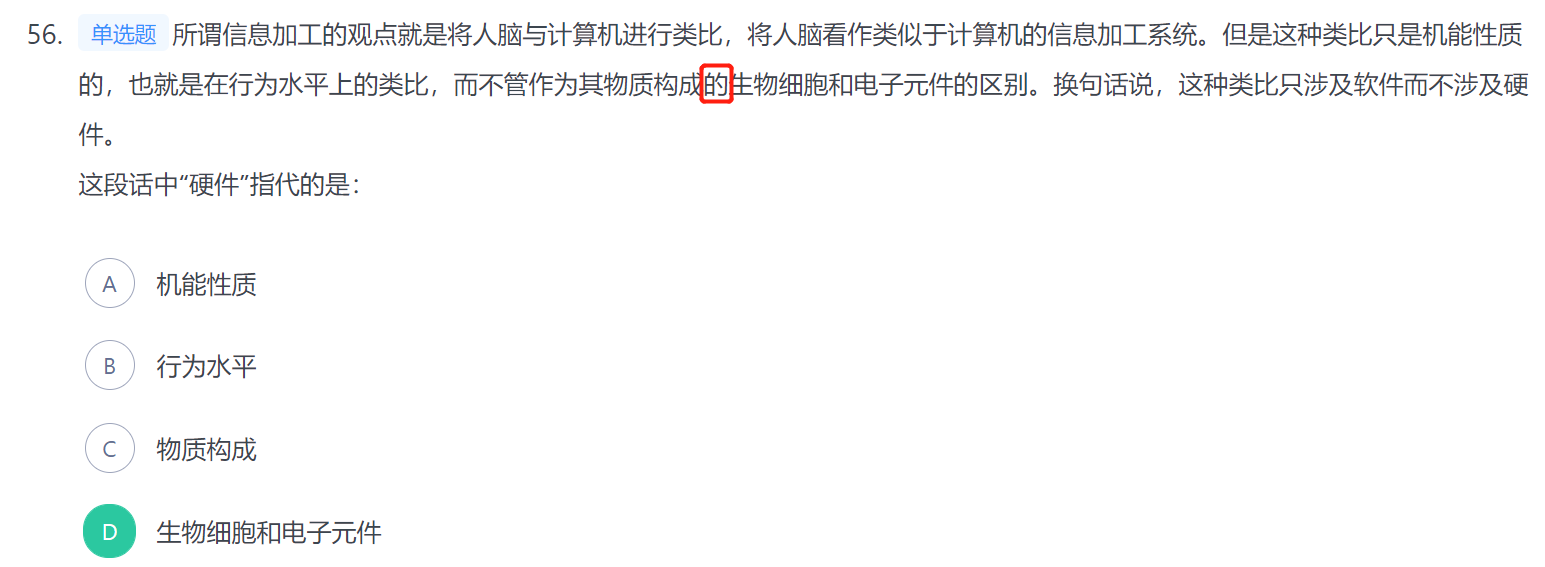 56. 单选题 所谓信息加工的观点就是将人脑与计算机进行类比，将人脑看作类似于计算机的信息加工系统。但是这种类比只是机能性质
的，也就是在行为水平上的类比，而不管作为其物质构成的生物细胞和电子元件的区别。换句话说，这种类比只涉及软件而不涉及硬
件。
这段话中“硬件”指代的是：
A 机能性质
B 行为水平
C 物质构成
D 生物细胞和电子元件